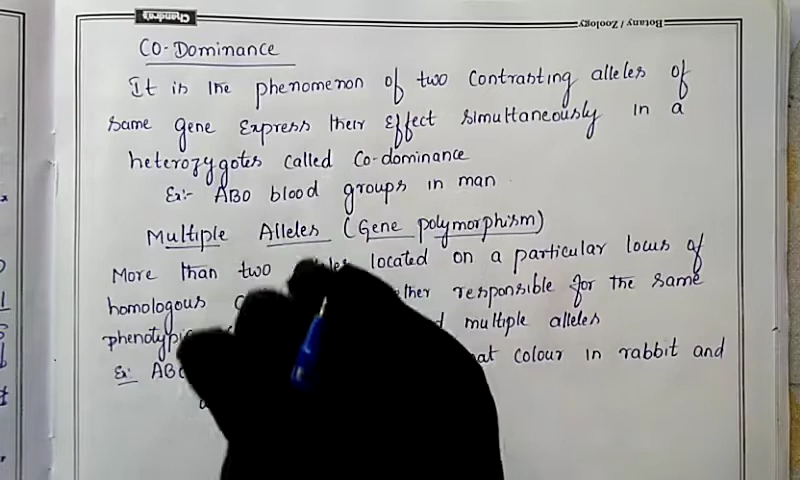 Botany / Zoology
Chandra's
CO-Dominance
It is the phenomenon of two contrasting alleles of
same gene express their effect simultaneously in a
heterozygotes called Co-dominance
Ex:- ABO blood groups in man
Multiple Alleles (Gene polymorphism)
More than two located on a particular locus of
homologous responsible for the same
multiple alleles
Ex: colour in rabbit and